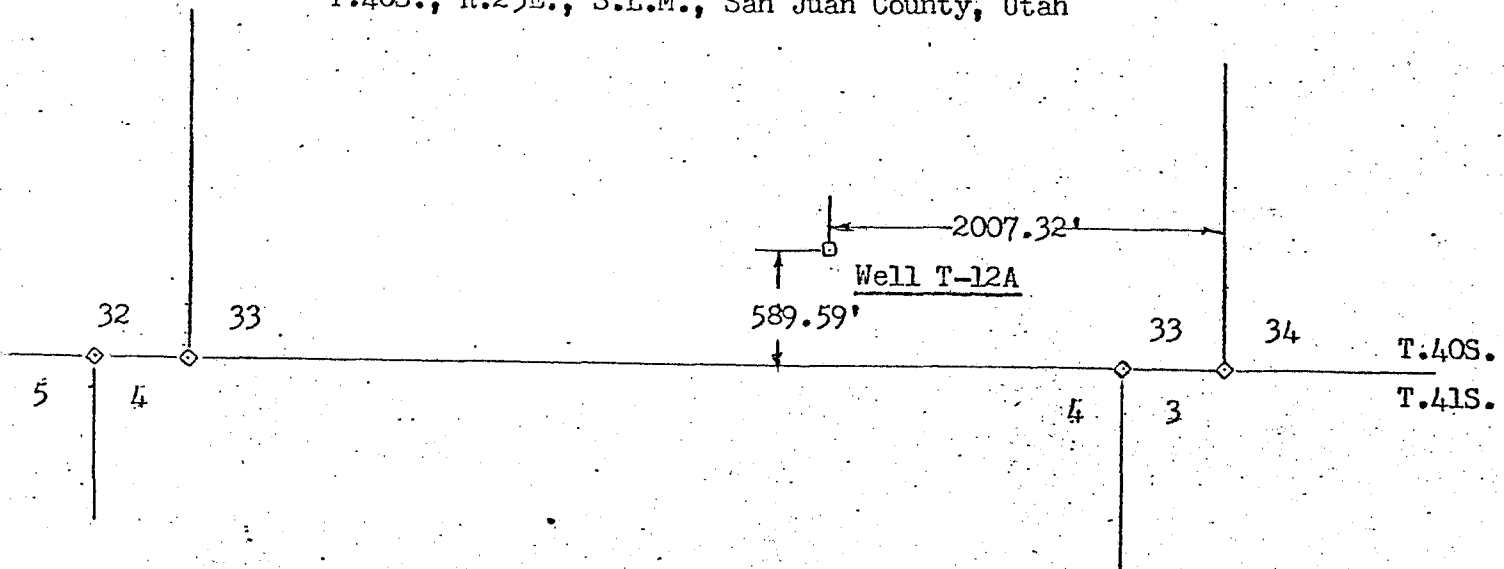 T.40S., R.25E., S.L.M., San Juan County, Utah
2007.32'
Well T-12A
589.59'
32 33 33 34
T.40S.
5 4 4 3
T.41S.